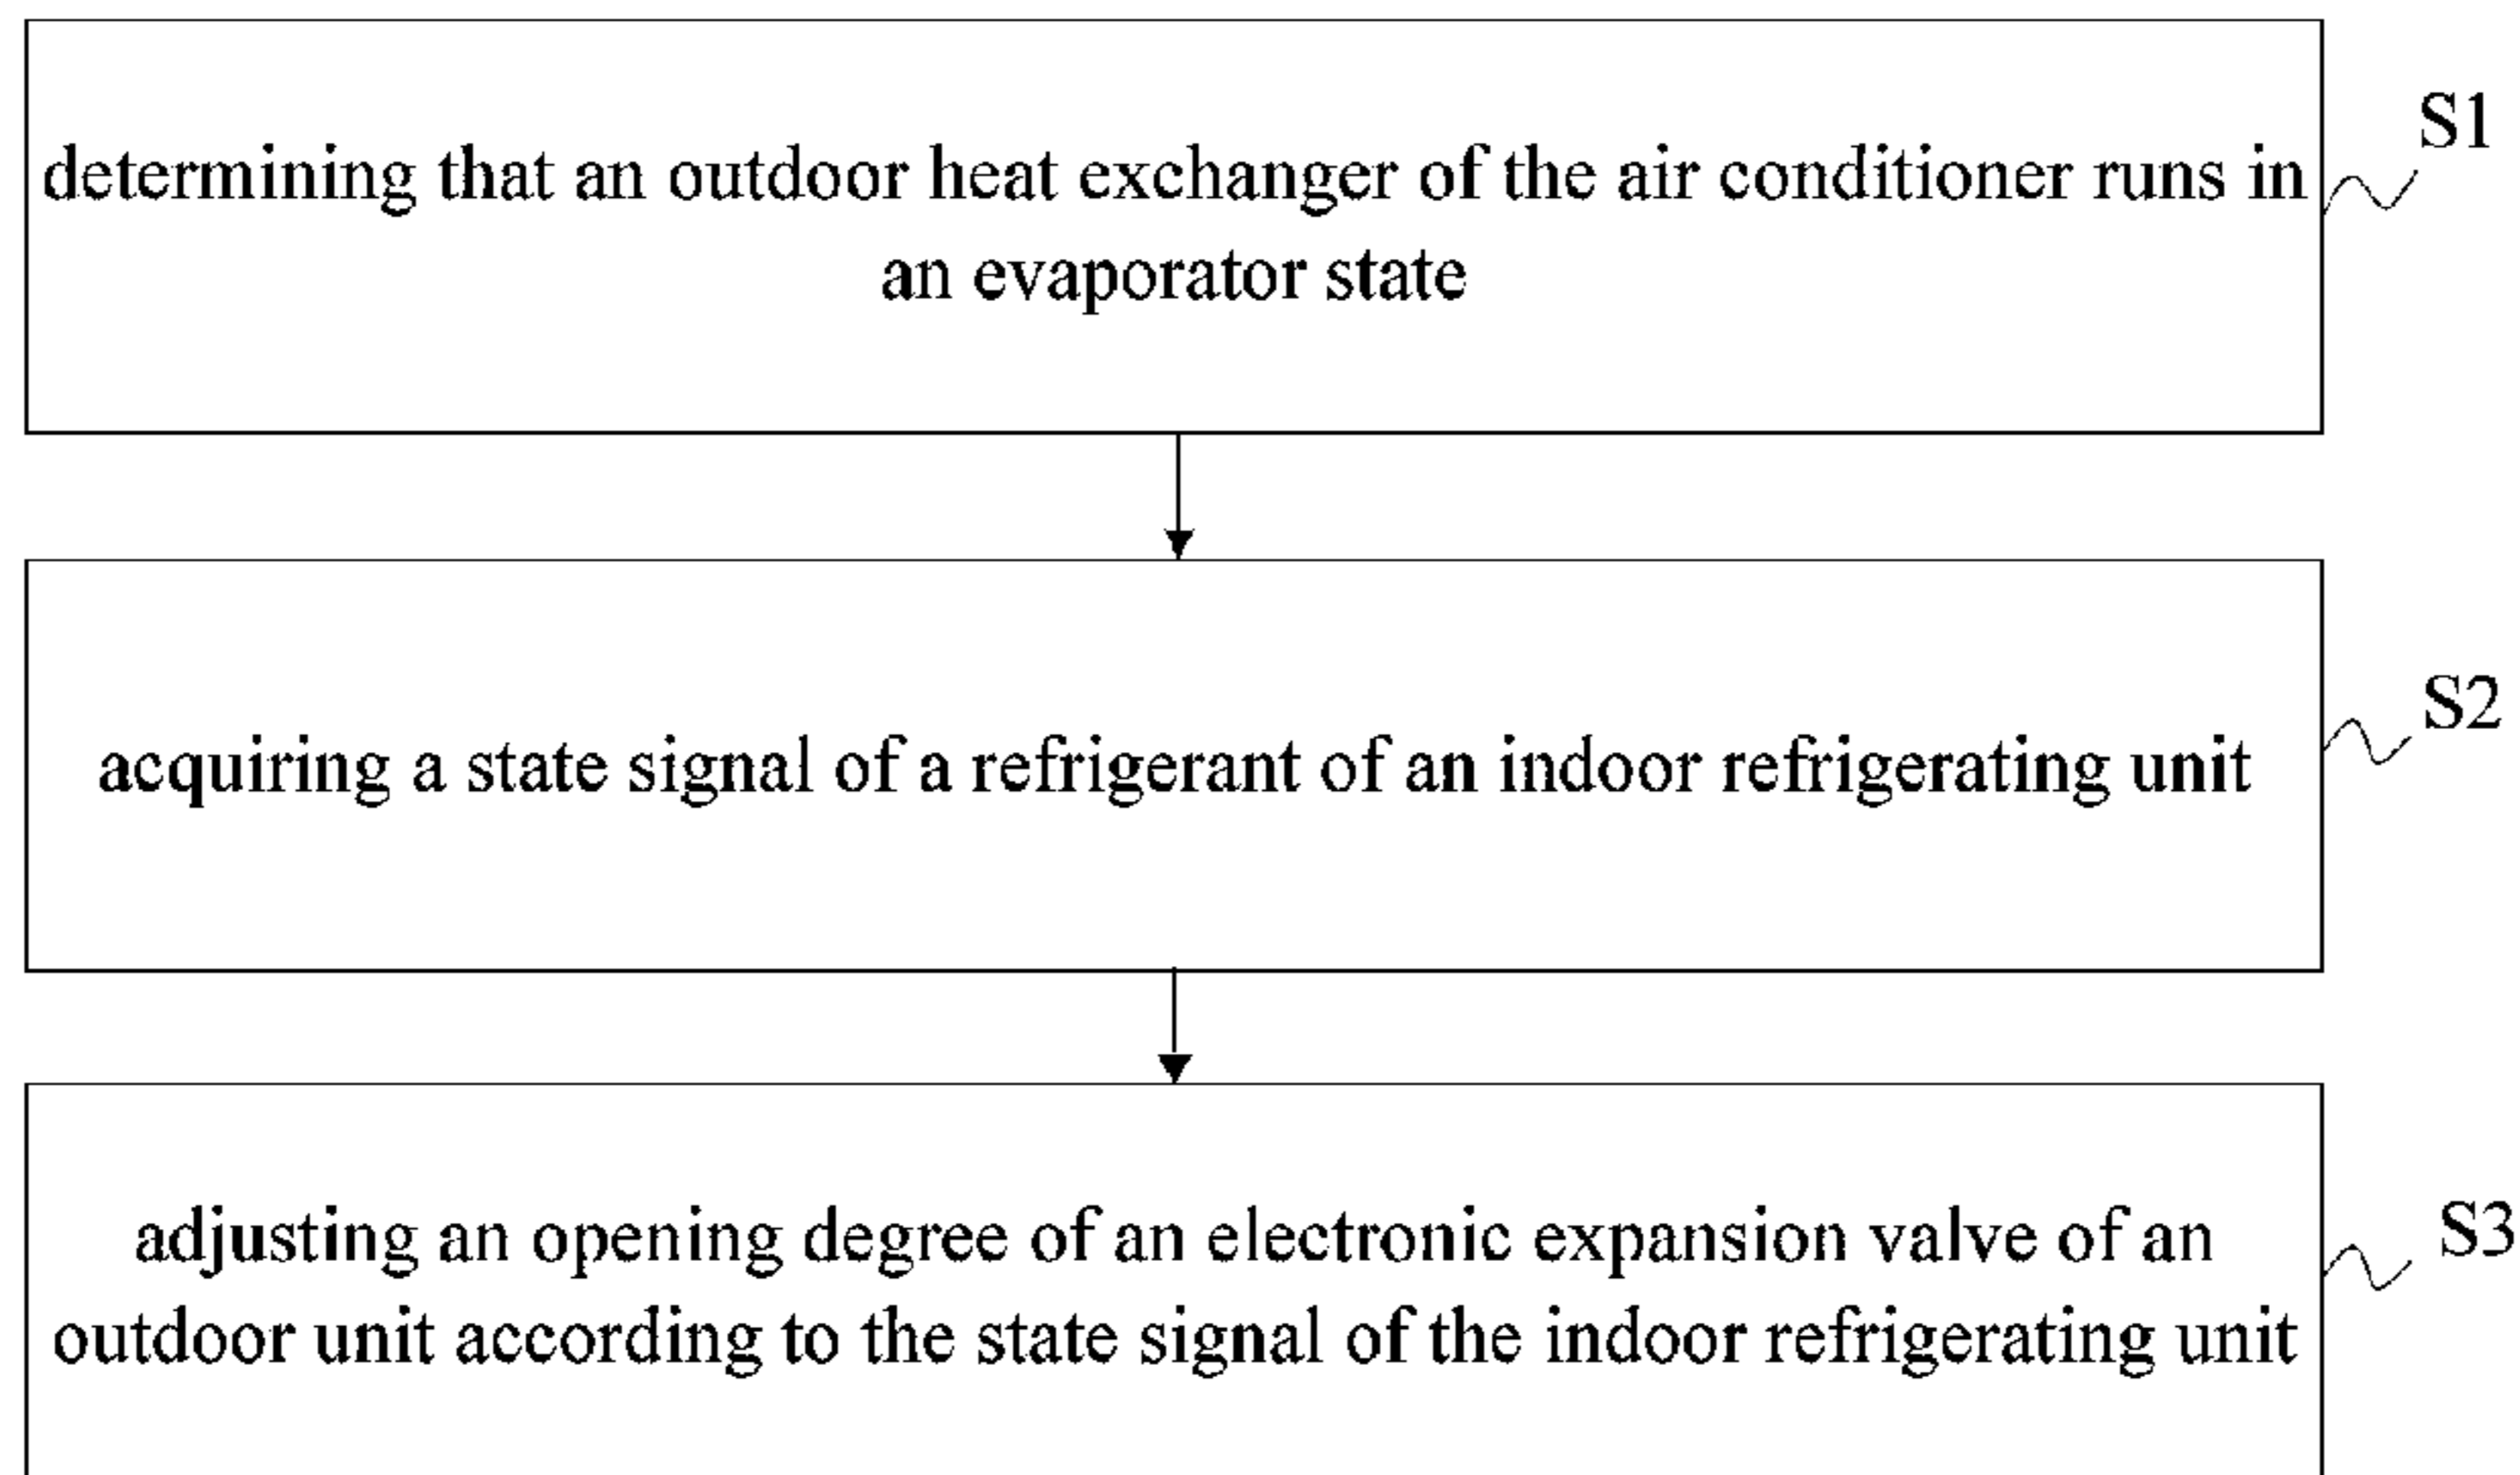 determining that an outdoor heat exchanger of the air conditioner runs in
an evaporator state
S1
acquiring a state signal of a refrigerant of an indoor refrigerating unit
S2
adjusting an opening degree of an electronic expansion valve of an
outdoor unit according to the state signal of the indoor refrigerating unit
S3